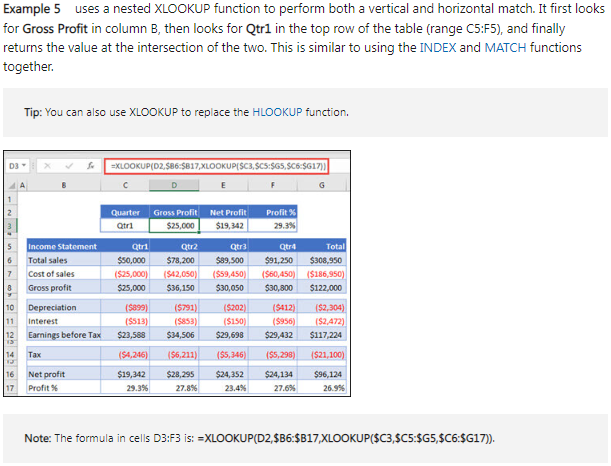 Example 5 uses a nested XLOOKUP function to perform both a vertical and horizontal match. It first looks
for Gross Profit in column B, then looks for Qtr1 in the top row of the table (range C5:F5), and finally
returns the value at the intersection of the two. This is similar to using the INDEX and MATCH functions
together.
Tip: You can also use XLOOKUP to replace the HLOOKUP function.
D3 fx =XLOOKUP(D2,$B6:$B17,XLOOKUP($C3,$C5:$G5,$C6:$G17))
A B C D E F G
1
2 Quarter Gross Profit Net Profit Profit %
3 Qtr1 $25,000 $19,342 29.3%
4
5 Income Statement Qtr1 Qtr2 Qtr3 Qtr4 Total
6 Total sales $50,000 $78,200 $89,500 $91,250 $308,950
7 Cost of sales ($25,000) ($42,050) ($59,450) ($60,450) ($186,950)
8 Gross profit $25,000 $36,150 $30,050 $30,800 $122,000
9
10 Depreciation ($899) ($791) ($202) ($412) ($2,304)
11 Interest ($513) ($853) ($150) ($956) ($2,472)
12 Earnings before Tax $23,588 $34,506 $29,698 $29,432 $117,224
13
14 Tax ($4,246) ($6,211) ($5,346) ($5,298) ($21,100)
15
16 Net profit $19,342 $28,295 $24,352 $24,134 $96,124
17 Profit % 29.3% 27.8% 23.4% 27.6% 26.9%
Note: The formula in cells D3:F3 is: =XLOOKUP(D2,$B6:$B17,XLOOKUP($C3,$C5:$G5,$C6:$G17)).